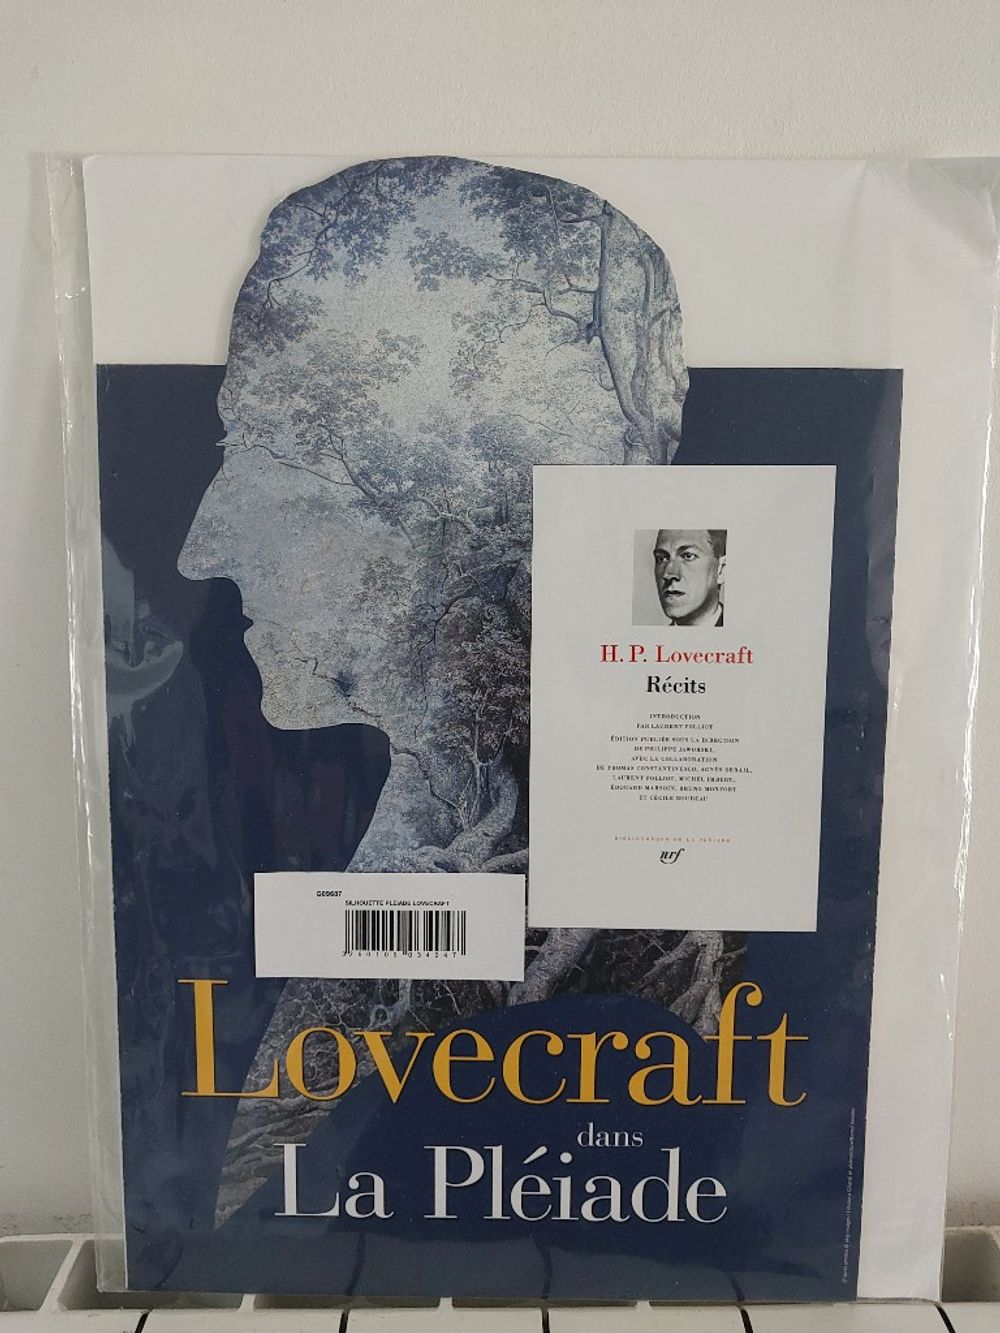 H. P. Lovecraft
Récits
INTRODUCTION
PAR LAURENT FOLLIOT
ÉDITION PUBLIÉE SOUS LA DIRECTION
DE PHILIPPE JAWORSKI,
AVEC LA COLLABORATION
DE THOMAS CONSTANTINESCO, AGNÈS DERAIL,
LAURENT FOLLIOT, MICHEL IMBERT,
ÉDOUARD MARSOIN, BRUNO MONFORT
ET CÉCILE ROUDEAU
BIBLIOTHÈQUE DE LA PLÉIADE
nrf
G09687
SILHOUETTE PLEIADE LOVECRAFT
Lovecraft
dans
La Pléiade